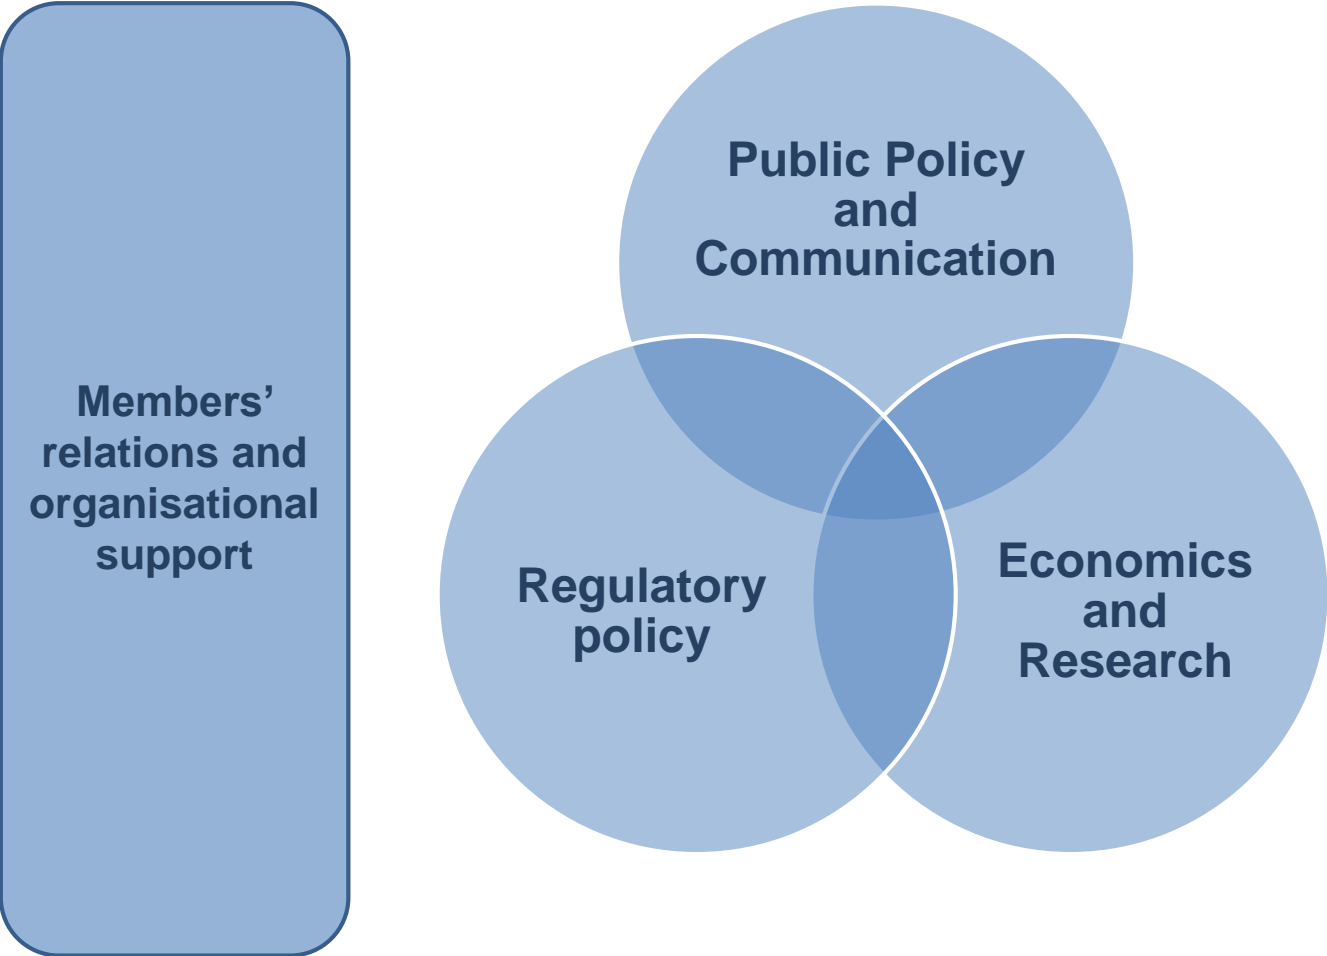 Members’
relations and
organisational
support
Public Policy
and
Communication
Regulatory
policy
Economics
and
Research